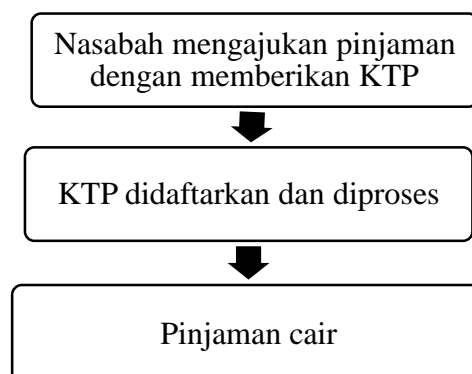 Nasabah mengajukan pinjaman
dengan memberikan KTP
KTP didaftarkan dan diproses
Pinjaman cair